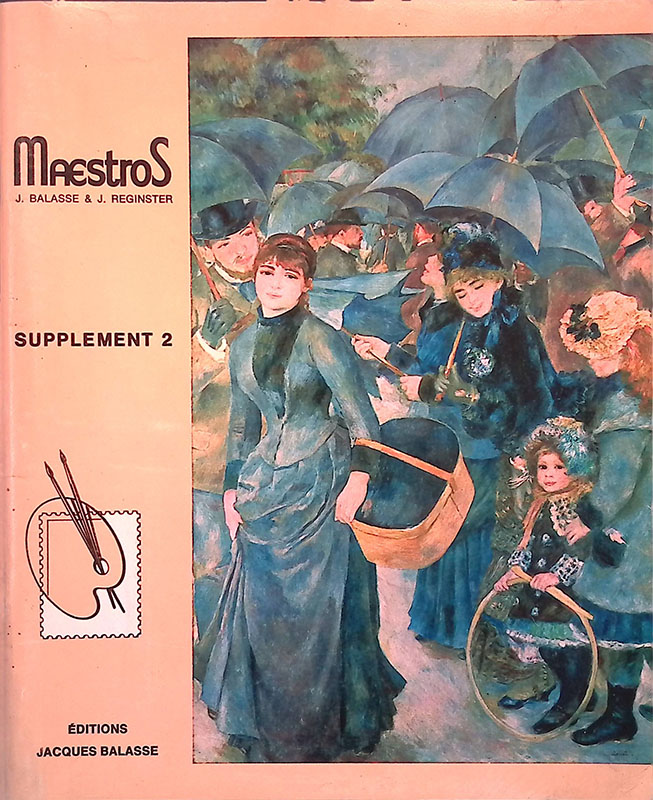 MAEstroS
J. BALASSE & J. REGINSTER
SUPPLEMENT 2
ÉDITIONS
JACQUES BALASSE